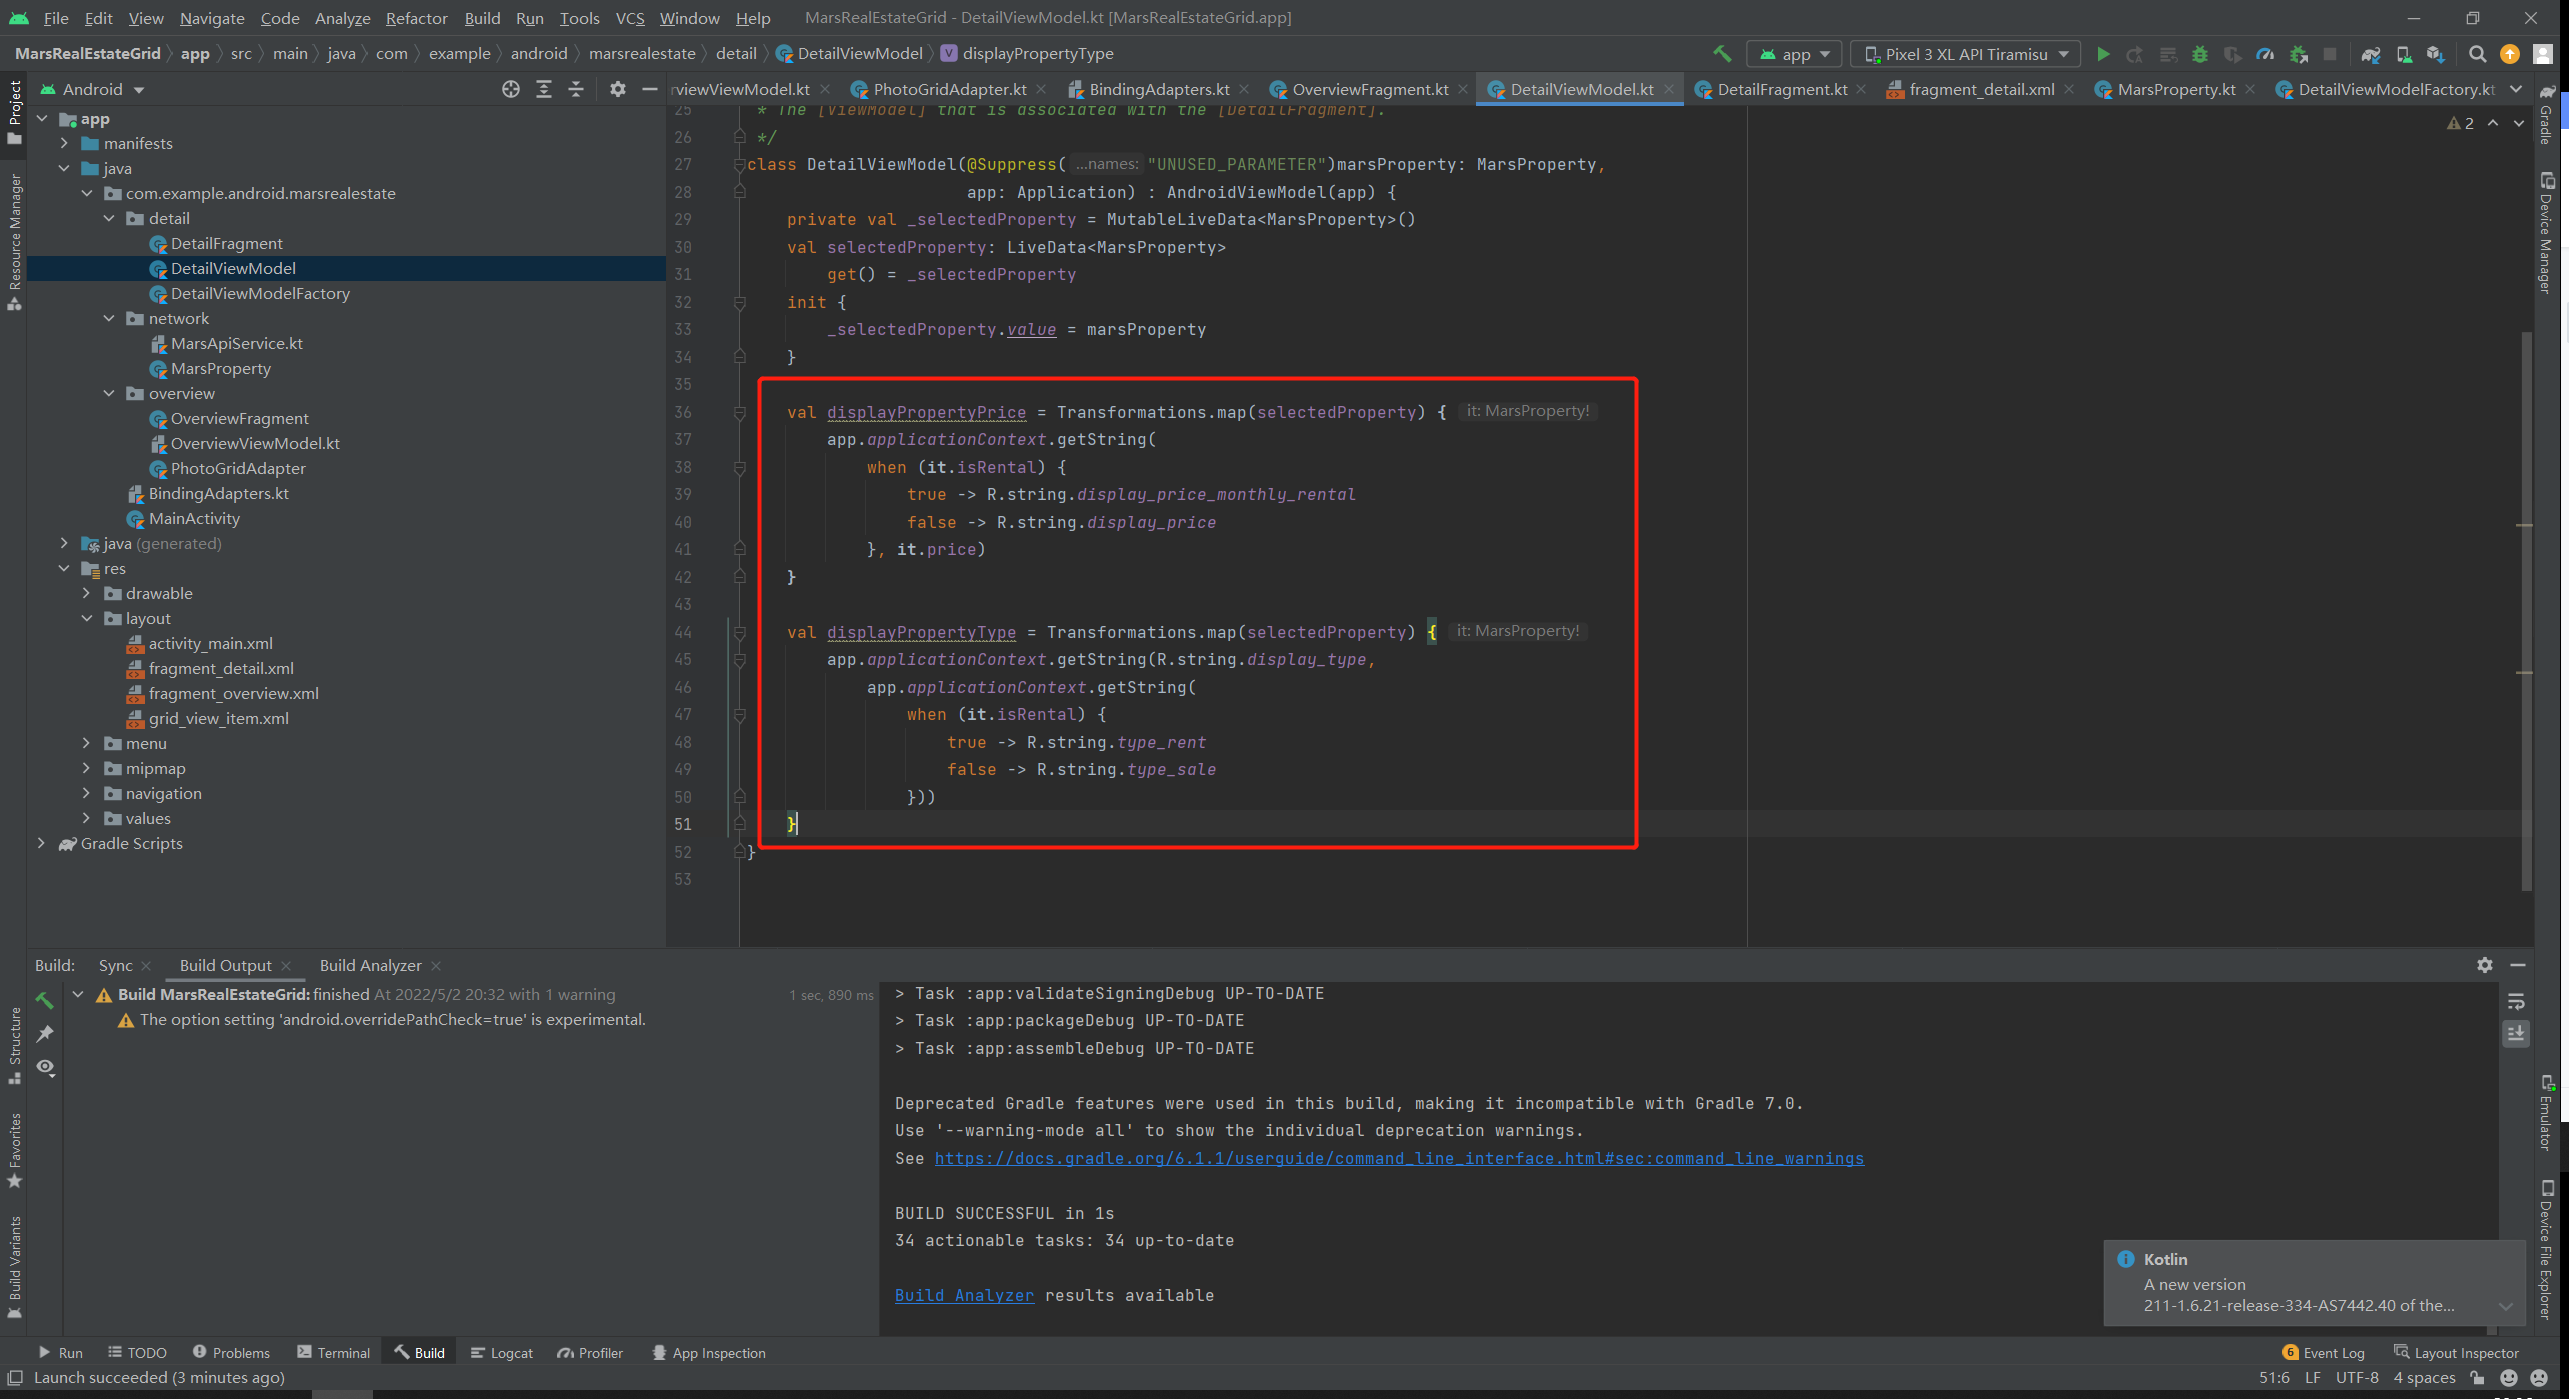 File Edit View Navigate Code Analyze Refactor Build Run Tools VCS Window Help MarsRealEstateGrid - DetailViewModel.kt [MarsRealEstateGrid.app]
MarsRealEstateGrid app src main java com example android marsrealestate detail DetailViewModel displayPropertyType app Pixel 3 XL API Tiramisu
Project
Resource Manager
Structure
Favorites
Build Variants
Android
app
manifests
java
com.example.android.marsrealestate
detail
DetailFragment
DetailViewModel
DetailViewModelFactory
network
MarsApiService.kt
MarsProperty
overview
OverviewFragment
OverviewViewModel.kt
PhotoGridAdapter
BindingAdapters.kt
MainActivity
java (generated)
res
drawable
layout
activity_main.xml
fragment_detail.xml
fragment_overview.xml
grid_view_item.xml
menu
mipmap
navigation
values
Gradle Scripts
rviewViewModel.kt PhotoGridAdapter.kt BindingAdapters.kt OverviewFragment.kt DetailViewModel.kt DetailFragment.kt fragment_detail.xml MarsProperty.kt DetailViewModelFactory.kt
2
25 * The [ViewModel] that is associated with the [DetailFragment].
26 */
27 class DetailViewModel(@Suppress( ...names: "UNUSED_PARAMETER")marsProperty: MarsProperty,
28 app: Application) : AndroidViewModel(app) {
29 private val _selectedProperty = MutableLiveData<MarsProperty>()
30 val selectedProperty: LiveData<MarsProperty>
31 get() = _selectedProperty
32 init {
33 _selectedProperty.value = marsProperty
34 }
35
36 val displayPropertyPrice = Transformations.map(selectedProperty) { it: MarsProperty!
37 app.applicationContext.getString(
38 when (it.isRental) {
39 true -> R.string.display_price_monthly_rental
40 false -> R.string.display_price
41 }, it.price)
42 }
43
44 val displayPropertyType = Transformations.map(selectedProperty) { it: MarsProperty!
45 app.applicationContext.getString(R.string.display_type,
46 app.applicationContext.getString(
47 when (it.isRental) {
48 true -> R.string.type_rent
49 false -> R.string.type_sale
50 }))
51 }
52 }
53
Gradle
Device Manager
Emulator
Device File Explorer
Build: Sync Build Output Build Analyzer
Build MarsRealEstateGrid: finished At 2022/5/2 20:32 with 1 warning 1 sec, 890 ms
The option setting 'android.overridePathCheck=true' is experimental.
> Task :app:validateSigningDebug UP-TO-DATE
> Task :app:packageDebug UP-TO-DATE
> Task :app:assembleDebug UP-TO-DATE
Deprecated Gradle features were used in this build, making it incompatible with Gradle 7.0.
Use '--warning-mode all' to show the individual deprecation warnings.
See https://docs.gradle.org/6.1.1/userguide/command_line_interface.html#sec:command_line_warnings
BUILD SUCCESSFUL in 1s
34 actionable tasks: 34 up-to-date
Build Analyzer results available
Kotlin
A new version
211-1.6.21-release-334-AS7442.40 of the...
Run TODO Problems Terminal Build Logcat Profiler App Inspection 6 Event Log Layout Inspector
Launch succeeded (3 minutes ago) 51:6 LF UTF-8 4 spaces